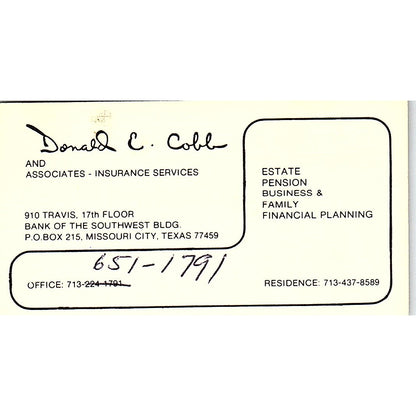 Donald C. Cobb
AND
ASSOCIATES - INSURANCE SERVICES
910 TRAVIS, 17th FLOOR
BANK OF THE SOUTHWEST BLDG.
P.O.BOX 215, MISSOURI CITY, TEXAS 77459
ESTATE
PENSION
BUSINESS &
FAMILY
FINANCIAL PLANNING
651-1791
OFFICE: 713-224-1791
RESIDENCE: 713-437-8589